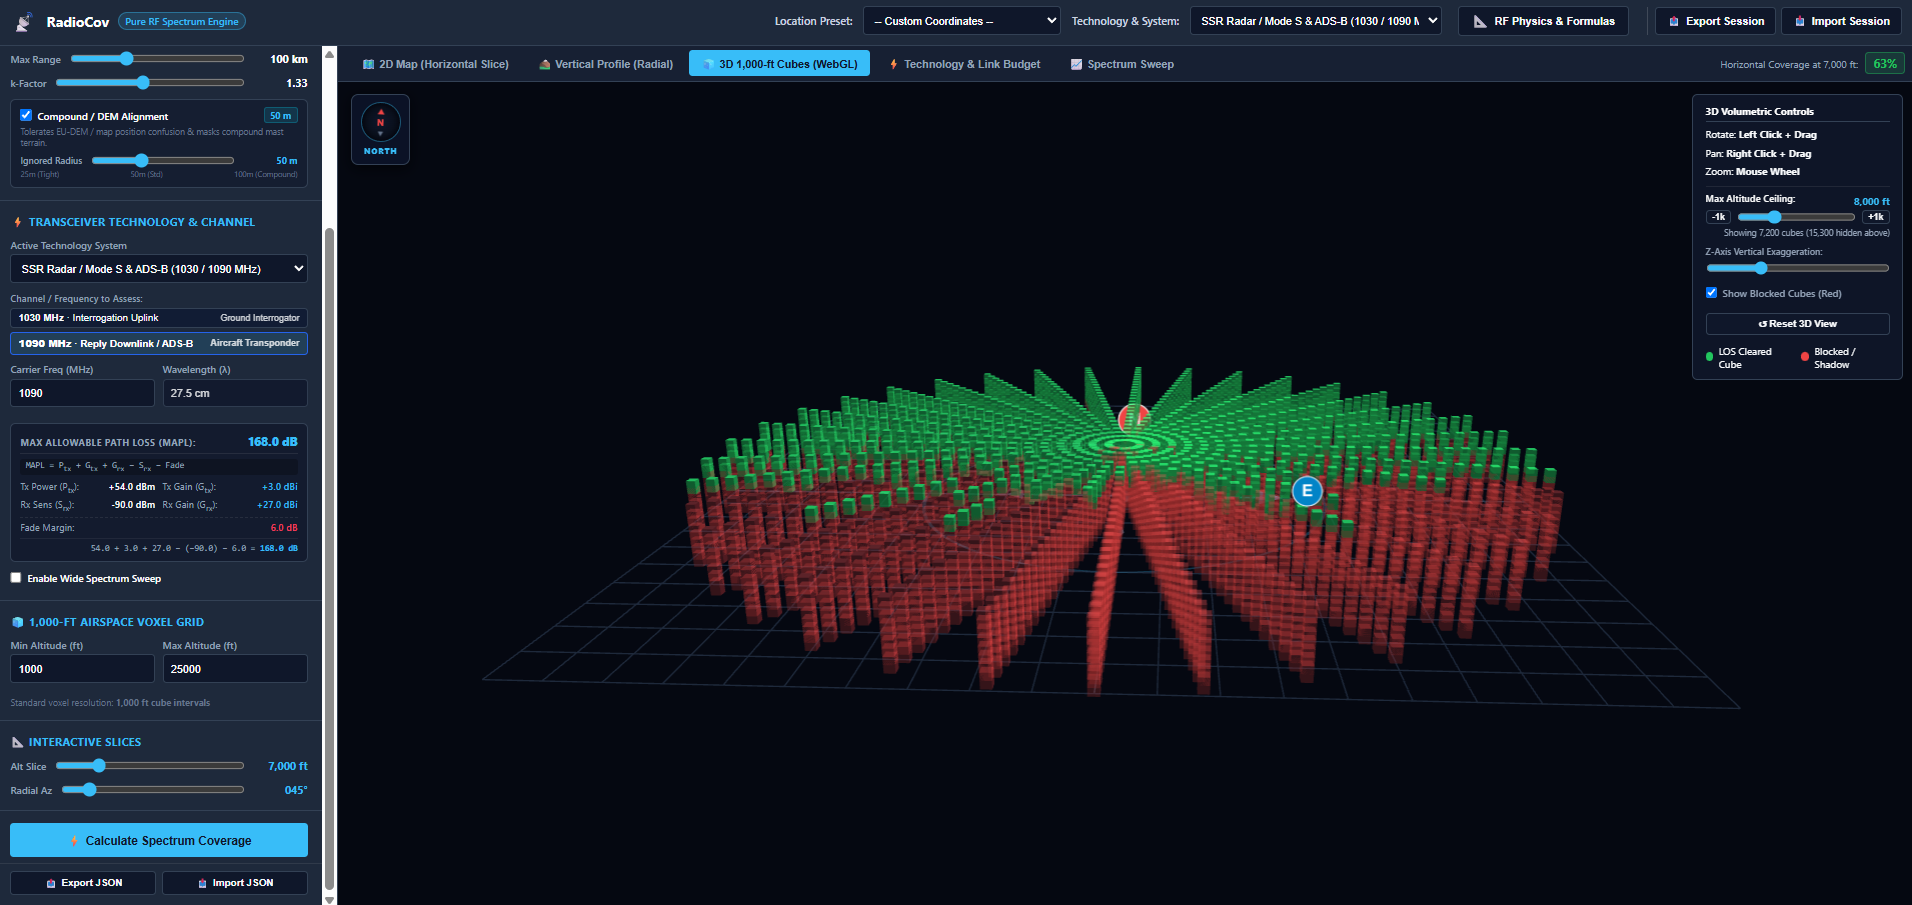 RadioCov
Pure RF Spectrum Engine
Location Preset:
-- Custom Coordinates --
Technology & System:
SSR Radar / Mode S & ADS-B (1030 / 1090 M
RF Physics & Formulas
Export Session
Import Session
Max Range
100 km
k-Factor
1.33
Compound / DEM Alignment
50 m
Tolerates EU-DEM / map position confusion & masks compound mast
terrain.
Ignored Radius
50 m
25m (Tight)
50m (Std)
100m (Compound)
TRANSCEIVER TECHNOLOGY & CHANNEL
Active Technology System
SSR Radar / Mode S & ADS-B (1030 / 1090 MHz)
Channel / Frequency to Assess:
1030 MHz · Interrogation Uplink
Ground Interrogator
1090 MHz · Reply Downlink / ADS-B
Aircraft Transponder
Carrier Freq (MHz)
Wavelength (λ)
1090
27.5 cm
MAX ALLOWABLE PATH LOSS (MAPL):
168.0 dB
MAPL = Ptx + Gtx + Grx − Srx − Fade
Tx Power (Ptx):
+54.0 dBm
Tx Gain (Gtx):
+3.0 dBi
Rx Sens (Srx):
-90.0 dBm
Rx Gain (Grx):
+27.0 dBi
Fade Margin:
6.0 dB
54.0 + 3.0 + 27.0 − (−90.0) − 6.0 = 168.0 dB
Enable Wide Spectrum Sweep
1,000-FT AIRSPACE VOXEL GRID
Min Altitude (ft)
Max Altitude (ft)
1000
25000
Standard voxel resolution: 1,000 ft cube intervals
INTERACTIVE SLICES
Alt Slice
7,000 ft
Radial Az
045°
Calculate Spectrum Coverage
Export JSON
Import JSON
2D Map (Horizontal Slice)
Vertical Profile (Radial)
3D 1,000-ft Cubes (WebGL)
Technology & Link Budget
Spectrum Sweep
Horizontal Coverage at 7,000 ft:
63%
N
NORTH
E
3D Volumetric Controls
Rotate: Left Click + Drag
Pan: Right Click + Drag
Zoom: Mouse Wheel
Max Altitude Ceiling:
8,000 ft
-1k
+1k
Showing 7,200 cubes (15,300 hidden above)
Z-Axis Vertical Exaggeration:
Show Blocked Cubes (Red)
↺ Reset 3D View
LOS Cleared
Cube
Blocked /
Shadow